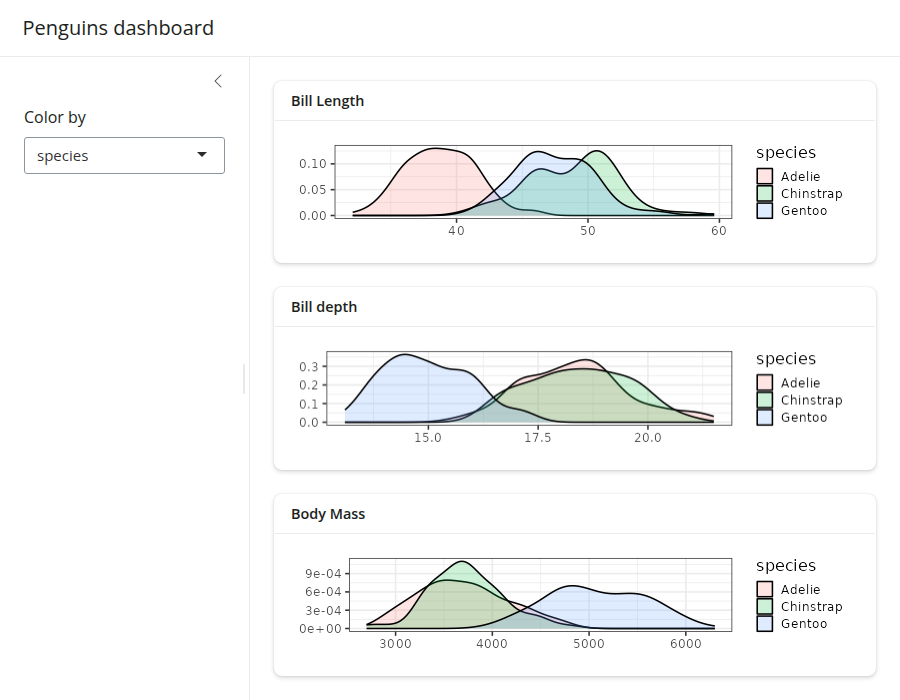 Penguins dashboard
Color by
species
Bill Length
0.10
0.05
0.00
40 50 60
species
Adelie
Chinstrap
Gentoo
Bill depth
0.3
0.2
0.1
0.0
15.0 17.5 20.0
species
Adelie
Chinstrap
Gentoo
Body Mass
9e-04
6e-04
3e-04
0e+00
3000 4000 5000 6000
species
Adelie
Chinstrap
Gentoo